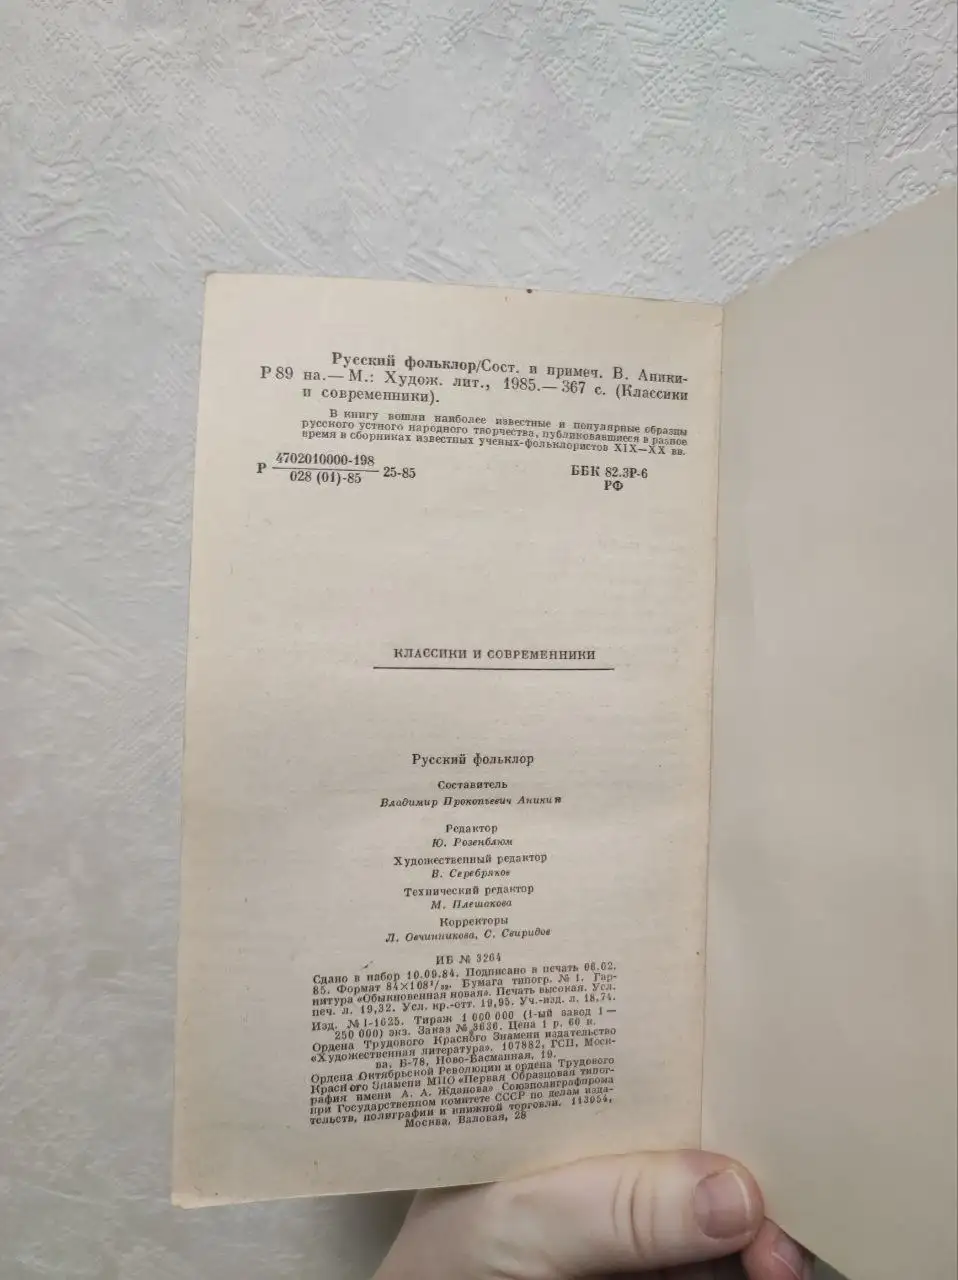 Русский фольклор/Сост. и примеч. В. Аники-
Р 89 на.— М.: Худож. лит., 1985.— 367 с. (Классики
и современники).
В книгу вошли наиболее известные и популярные образцы
русского устного народного творчества, публиковавшиеся в разное
время в сборниках известных ученых-фольклористов XIX—XX вв.
Р 4702010000-198
028 (01)-85
25-85
ББК 82.3Р-6
РФ
КЛАССИКИ И СОВРЕМЕННИКИ
Русский фольклор
Составитель
Владимир Прокопьевич Аникин
Редактор
Ю. Розенблюм
Художественный редактор
В. Серебряков
Технический редактор
М. Плешакова
Корректоры
Л. Овчинникова, С. Свиридов
ИБ № 3264
Сдано в набор 10.09.84. Подписано в печать 06.02.
85. Формат 84×108¹/₃₂. Бумага типогр. № 1. Гар-
нитура «Обыкновенная новая». Печать высокая. Усл.
печ. л. 19,32. Усл. кр.-отт. 19,95. Уч.-изд. л. 18,74.
Изд. № I-1625. Тираж 1 000 000 (1-ый завод 1—
250 000) экз. Заказ № 3636. Цена 1 р. 60 к.
Ордена Трудового Красного Знамени издательство
«Художественная литература». 107882, ГСП, Моск-
ва, Б-78, Ново-Басманная, 19.
Ордена Октябрьской Революции и ордена Трудового
Красного Знамени МПО «Первая Образцовая типог-
рафия имени А. А. Жданова» Союзполиграфпрома
при Государственном комитете СССР по делам изда-
тельств, полиграфии и книжной торговли. 113054,
Москва, Валовая, 28